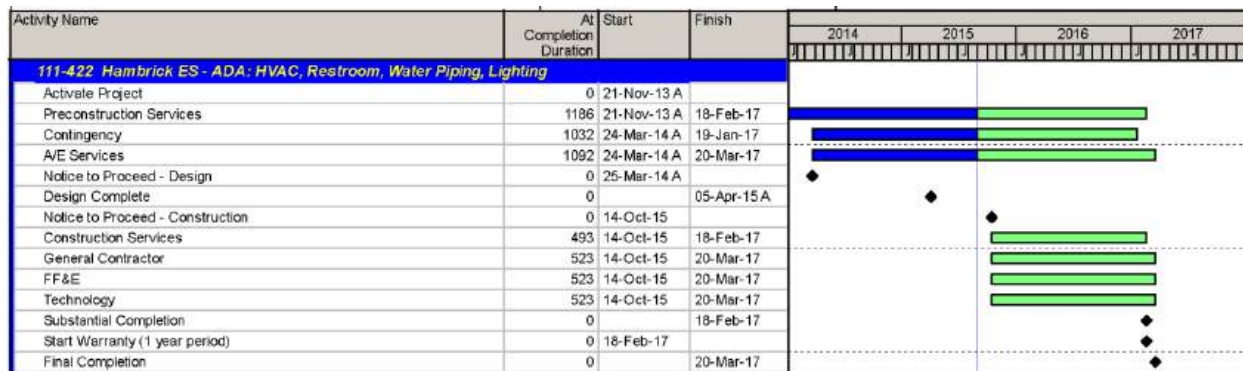 Activity Name At Completion Duration Start Finish 2014 2015 2016 2017
J J J J J J J
111-422 Hambrick ES - ADA: HVAC, Restroom, Water Piping, Lighting
Activate Project 0 21-Nov-13 A
Preconstruction Services 1186 21-Nov-13 A 18-Feb-17
Contingency 1032 24-Mar-14 A 19-Jan-17
A/E Services 1092 24-Mar-14 A 20-Mar-17
Notice to Proceed - Design 0 25-Mar-14 A
Design Complete 0 05-Apr-15 A
Notice to Proceed - Construction 0 14-Oct-15
Construction Services 493 14-Oct-15 18-Feb-17
General Contractor 523 14-Oct-15 20-Mar-17
FF&E 523 14-Oct-15 20-Mar-17
Technology 523 14-Oct-15 20-Mar-17
Substantial Completion 0 18-Feb-17
Start Warranty (1 year period) 0 18-Feb-17
Final Completion 0 20-Mar-17